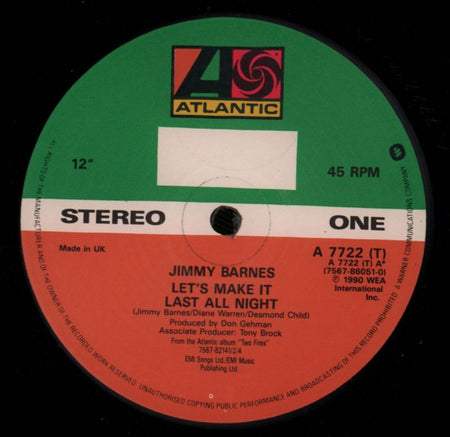 ATLANTIC
12"
45 RPM
STEREO
ONE
Made in UK
A 7722 (T)
A 7722 (T) A*
(7567-86051-0)
℗ 1990 WEA
International
Inc.
JIMMY BARNES
LET'S MAKE IT
LAST ALL NIGHT
(Jimmy Barnes/Diane Warren/Desmond Child)
Produced by Don Gehman
Associate Producer: Tony Brock
From the Atlantic album "Two Fires"
7567-82141/2/4
EMI Songs Ltd./EMI Music
Publishing Ltd.
ALL RIGHTS OF THE MANUFACTURER AND OF THE OWNER OF THE RECORDED WORK RESERVED. UNAUTHORISED COPYING PUBLIC PERFORMANCE AND BROADCASTING OF THIS RECORD PROHIBITED. A WARNER COMMUNICATIONS COMPANY